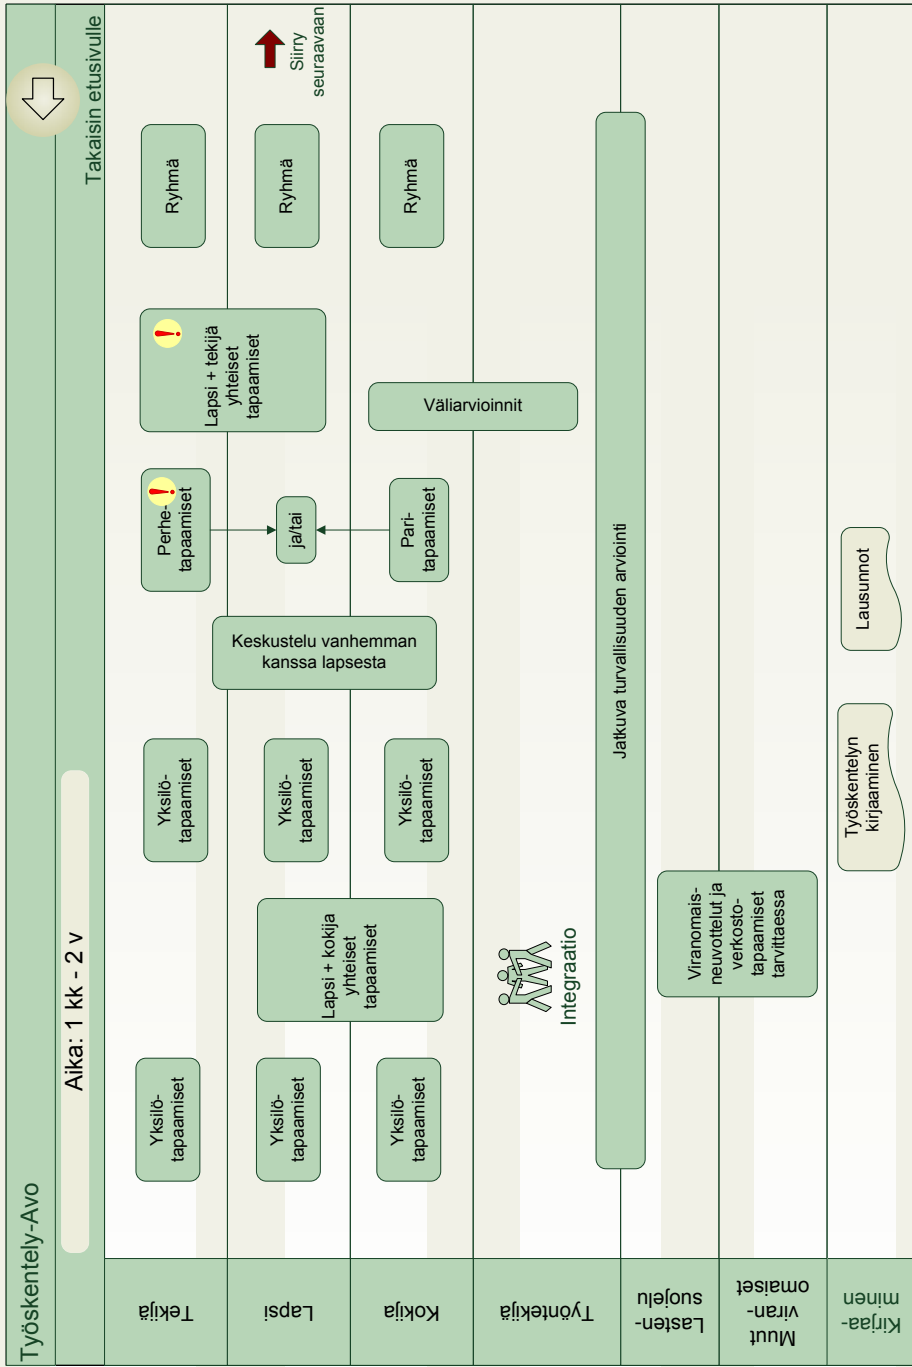 Työskentely-Avo
Aika: 1 kk - 2 v
Takaisin etusivulle
Tekijä
Yksilö-
tapaamiset
Yksilö-
tapaamiset
Perhe-
tapaamiset
Lapsi + tekijä
yhteiset
tapaamiset
Ryhmä
Lapsi
Yksilö-
tapaamiset
Lapsi + kokija
yhteiset
tapaamiset
Yksilö-
tapaamiset
Keskustelu vanhemman
kanssa lapsesta
ja/tai
Ryhmä
Siirry
seuraavaan
Kokija
Yksilö-
tapaamiset
Yksilö-
tapaamiset
Pari-
tapaamiset
Väliarvioinnit
Ryhmä
Työntekijä
Integraatio
Jatkuva turvallisuuden arviointi
Lasten-
suojelu
Viranomais-
neuvottelut ja
verkosto-
tapaamiset
tarvittaessa
Muut
viran-
omaiset
Kirjaa-
minen
Työskentelyn
kirjaaminen
Lausunnot